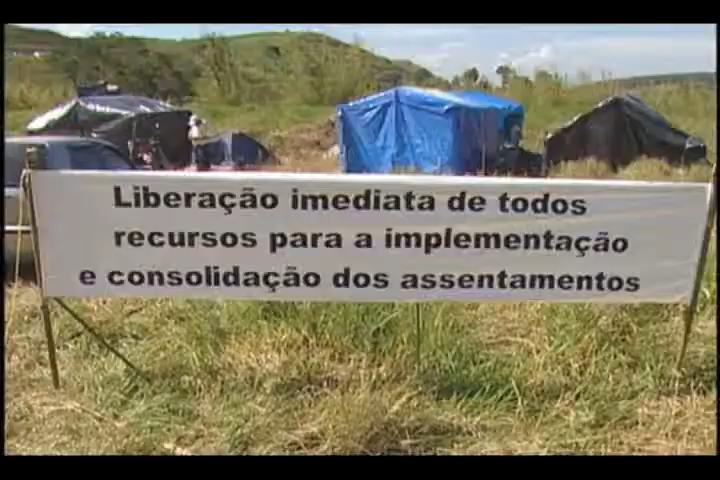 Liberação imediata de todos
recursos para a implementação
e consolidação dos assentamentos